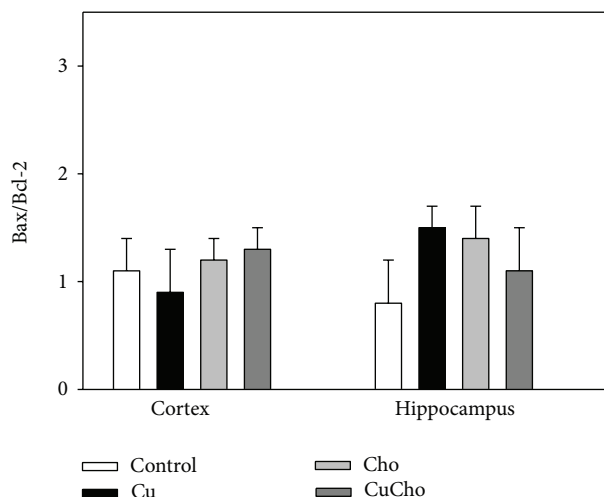 3
2
1
0
Bax/Bcl-2
Cortex
Hippocampus
Control
Cho
Cu
CuCho